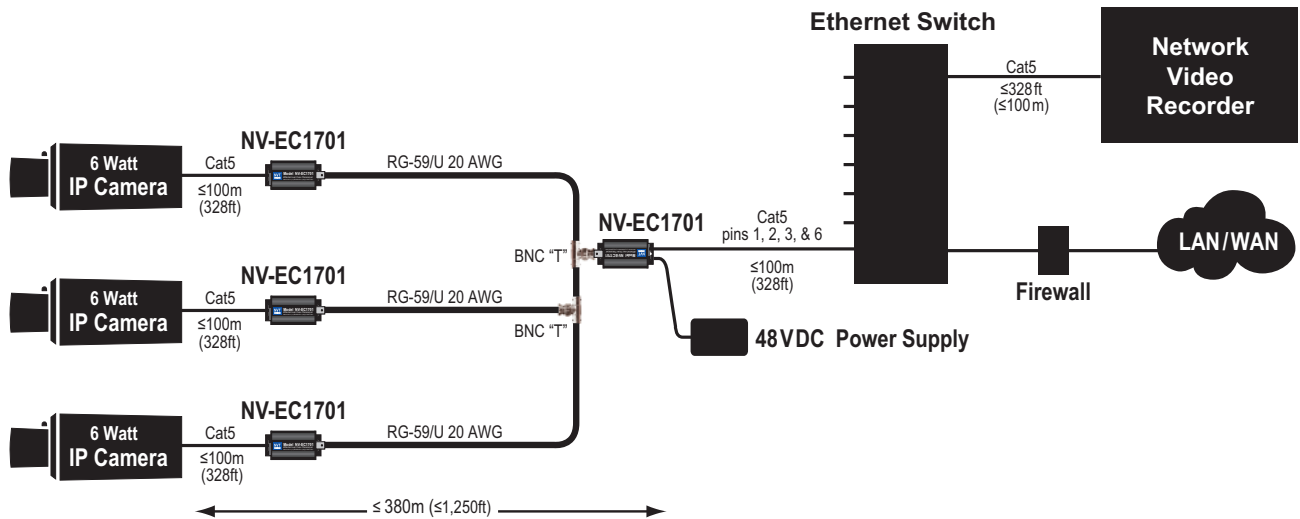 Ethernet Switch
Network
Video
Recorder
Cat5
≤328ft
(≤100m)
NV-EC1701
6 Watt
IP Camera
Cat5
≤100m
(328ft)
RG-59/U 20 AWG
NV-EC1701
BNC “T”
Cat5
pins 1, 2, 3, & 6
≤100m
(328ft)
LAN/WAN
Firewall
NV-EC1701
6 Watt
IP Camera
Cat5
≤100m
(328ft)
RG-59/U 20 AWG
BNC “T”
48VDC Power Supply
NV-EC1701
6 Watt
IP Camera
Cat5
≤100m
(328ft)
RG-59/U 20 AWG
≤ 380m (≤1,250ft)